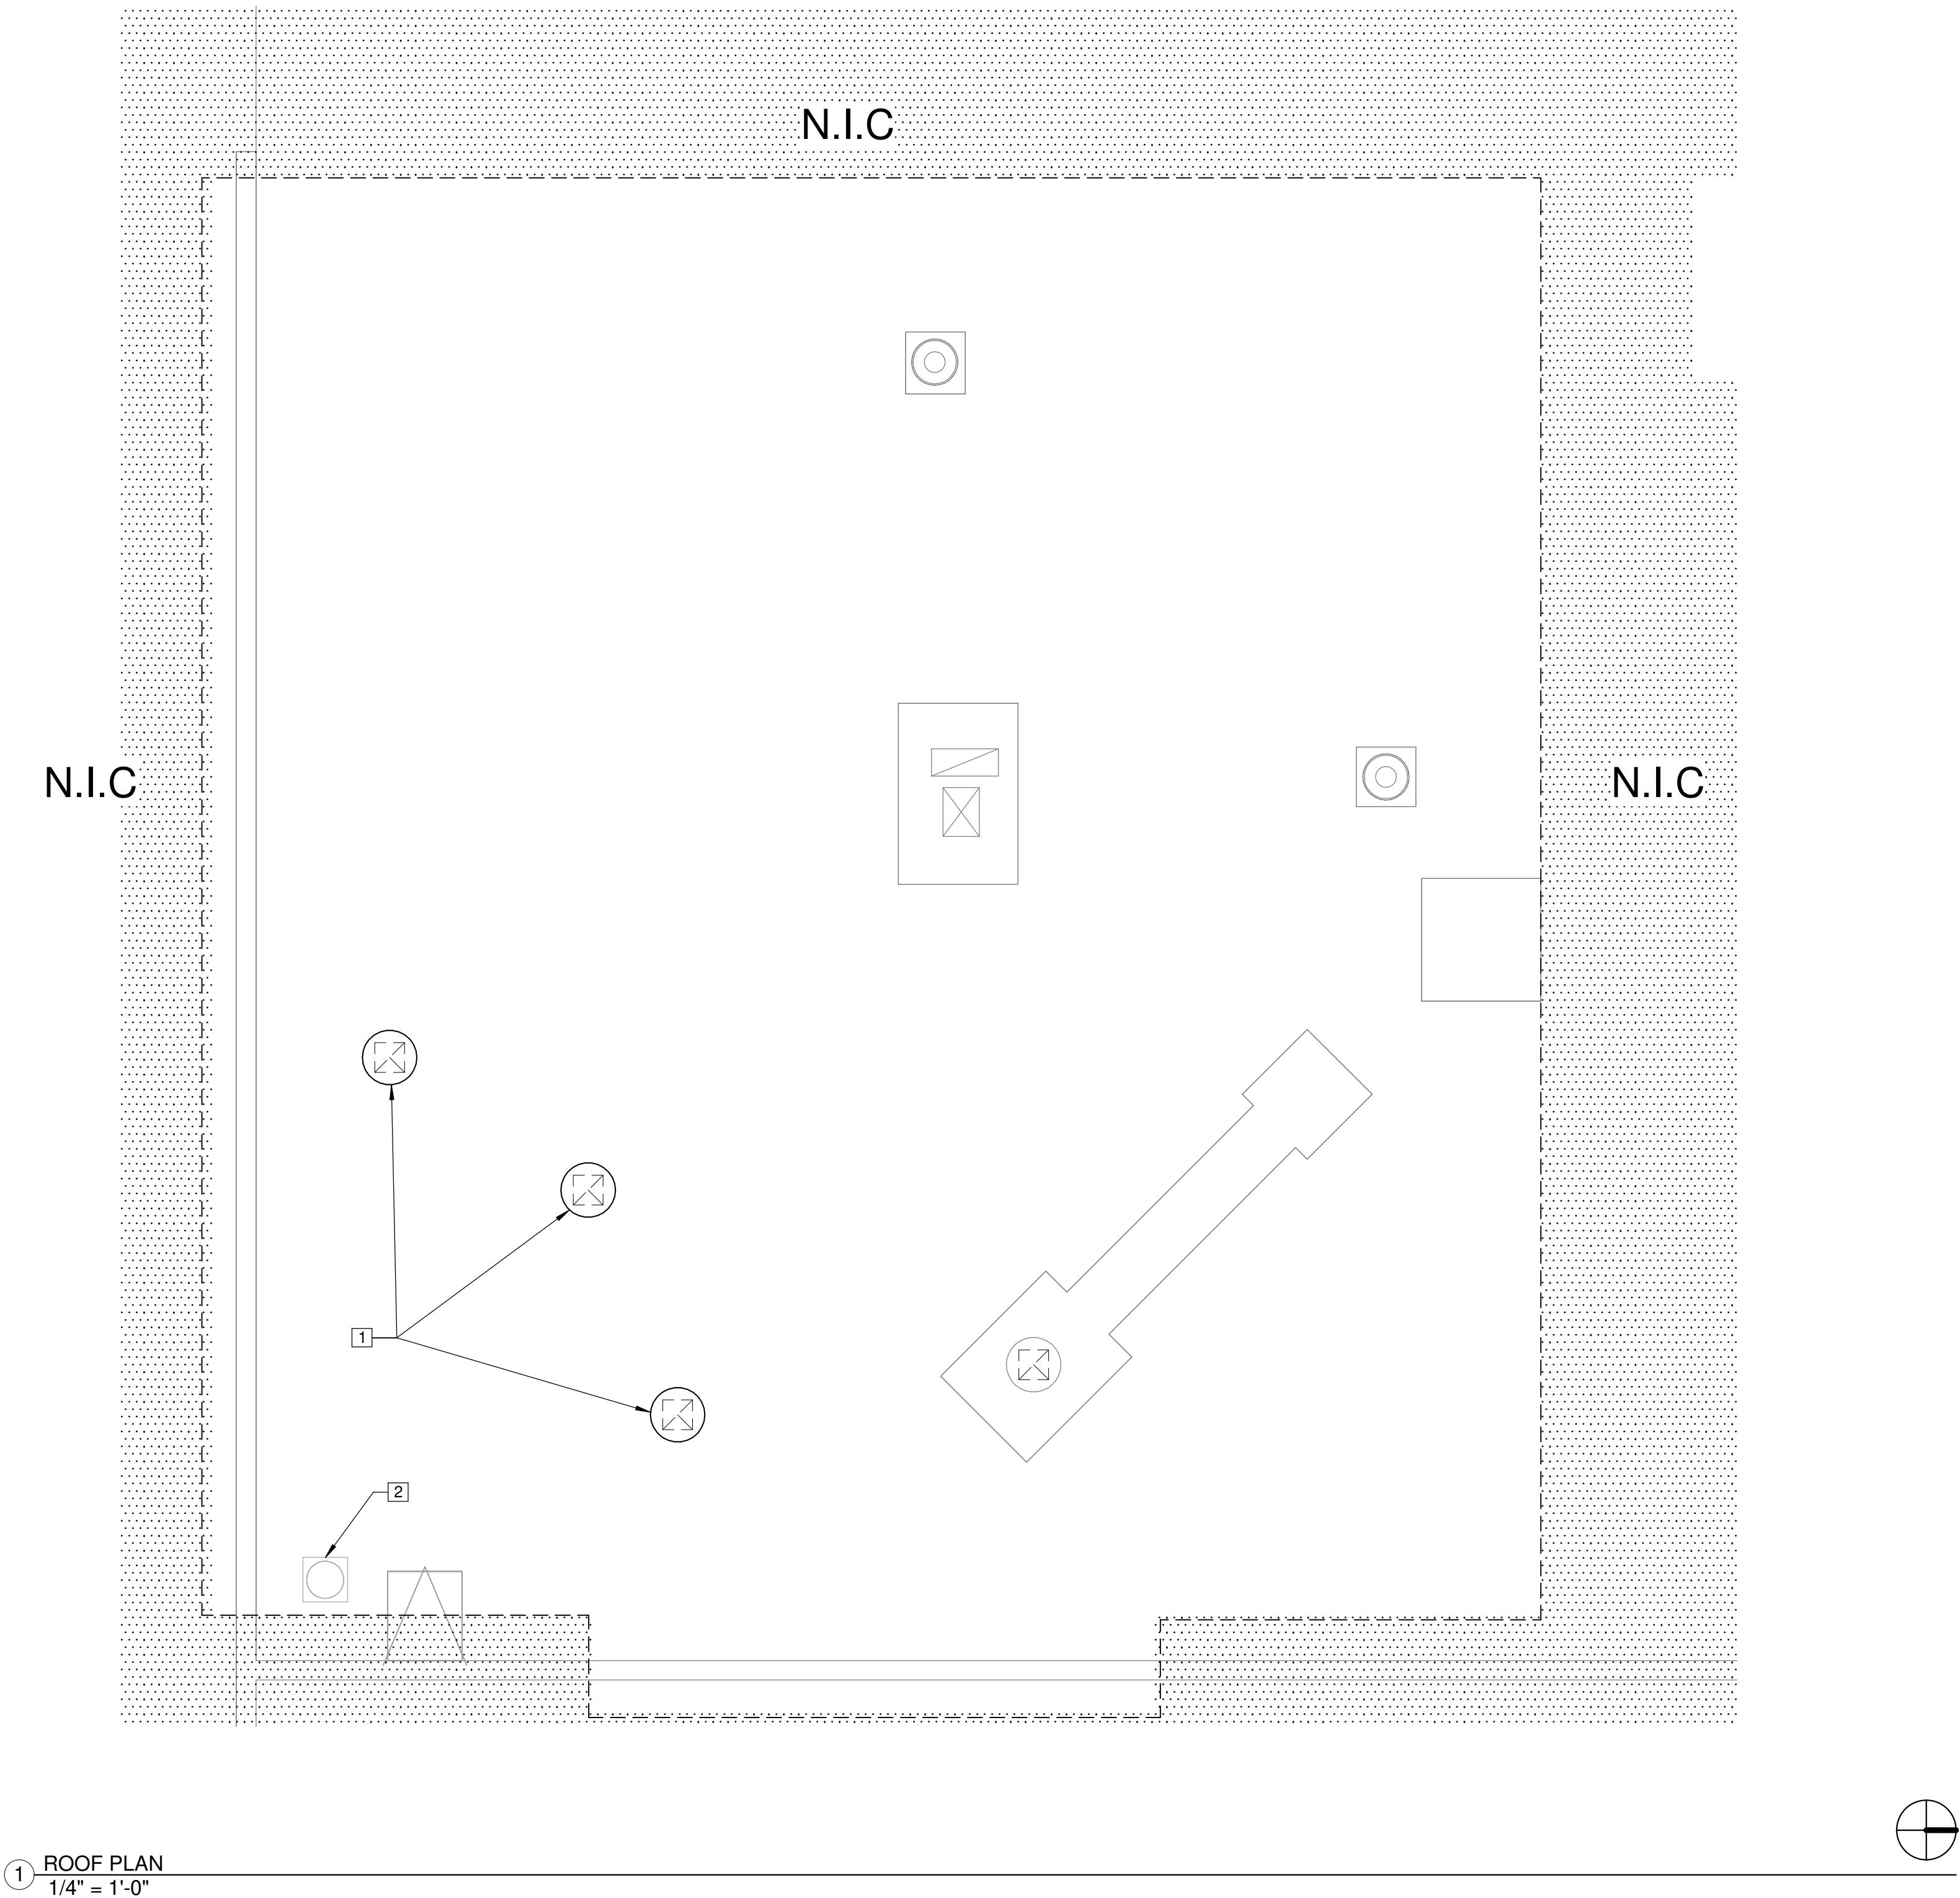 N.I.C
N.I.C
N.I.C
1
2
1
ROOF PLAN
1/4" = 1'-0"